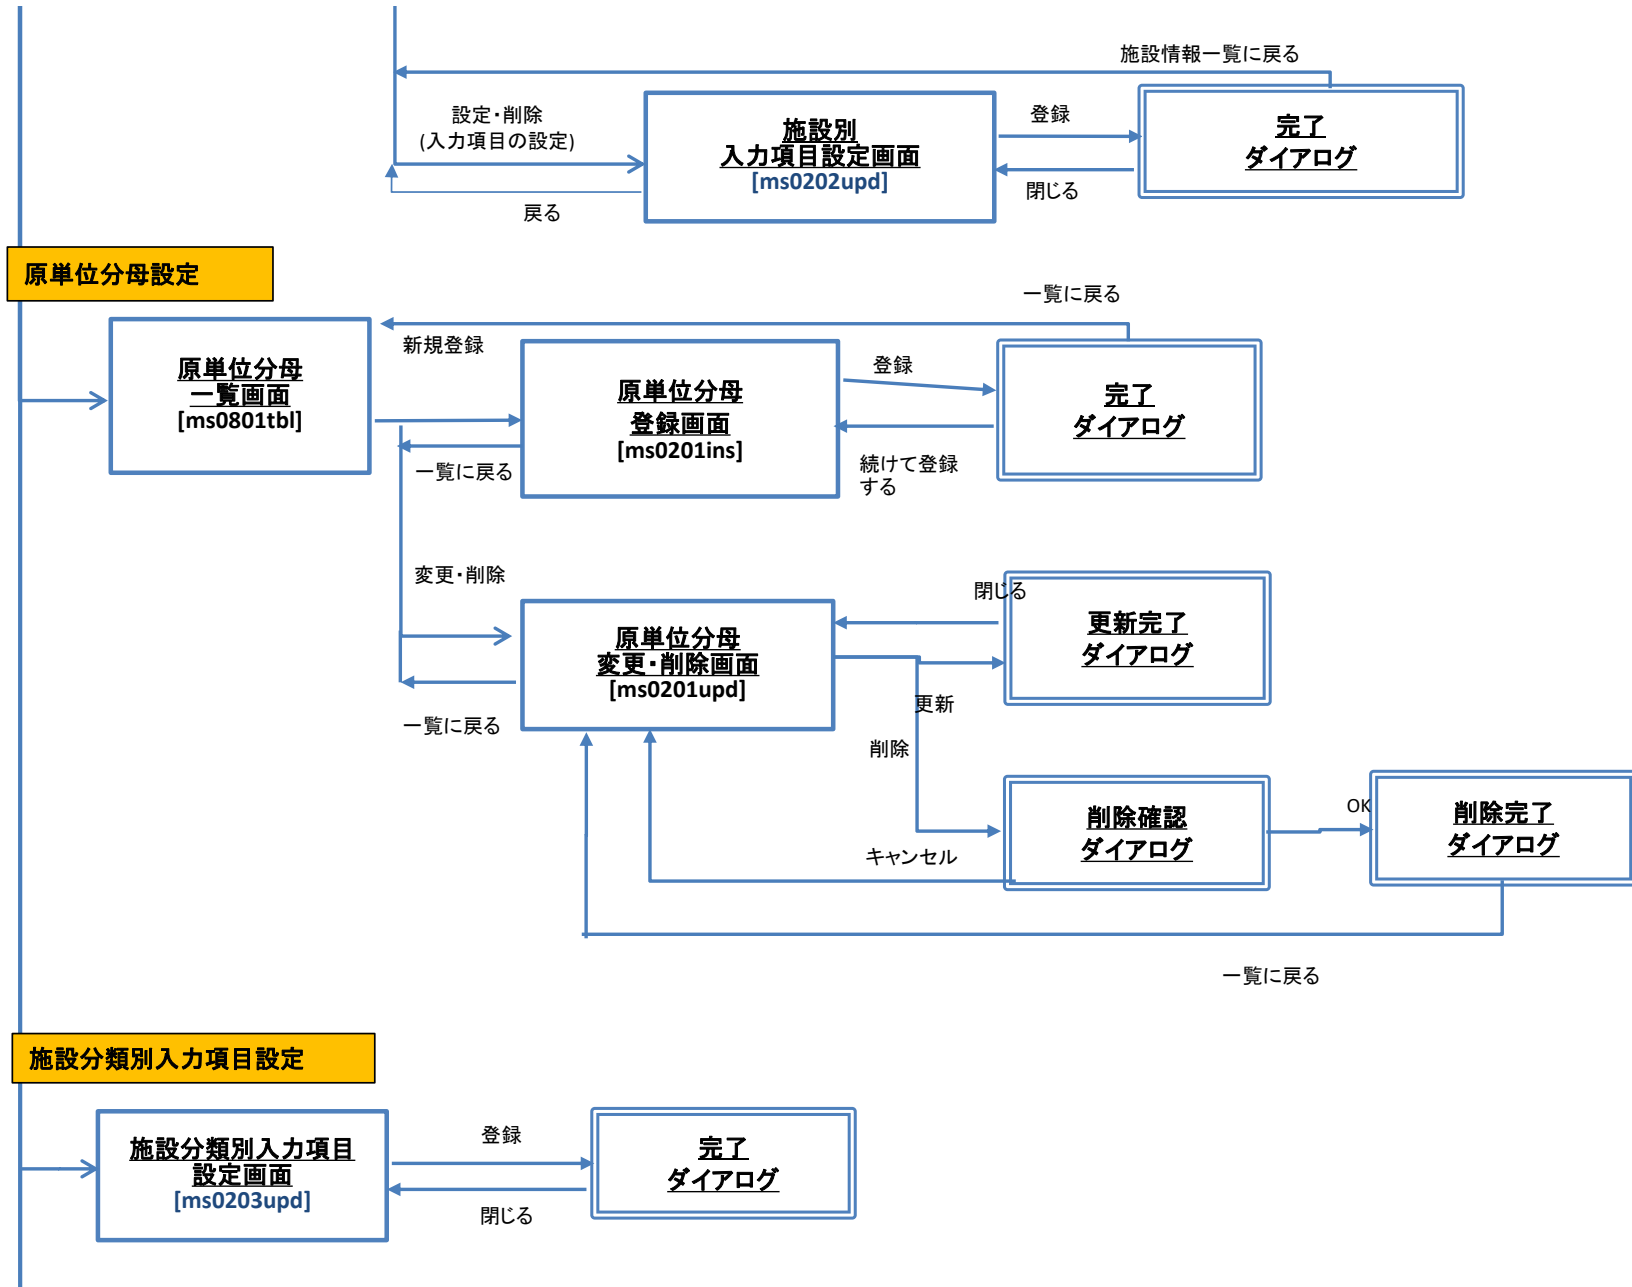 施設情報一覧に戻る
設定・削除
(入力項目の設定)
施設別
入力項目設定画面
[ms0202upd]
登録
完了
ダイアログ
閉じる
戻る
原単位分母設定
一覧に戻る
新規登録
原単位分母
一覧画面
[ms0801tbl]
原単位分母
登録画面
[ms0201ins]
登録
完了
ダイアログ
一覧に戻る
続けて登録
する
変更・削除
閉じる
原単位分母
変更・削除画面
[ms0201upd]
更新完了
ダイアログ
更新
一覧に戻る
削除
削除確認
ダイアログ
OK
削除完了
ダイアログ
キャンセル
一覧に戻る
施設分類別入力項目設定
施設分類別入力項目
設定画面
[ms0203upd]
登録
完了
ダイアログ
閉じる